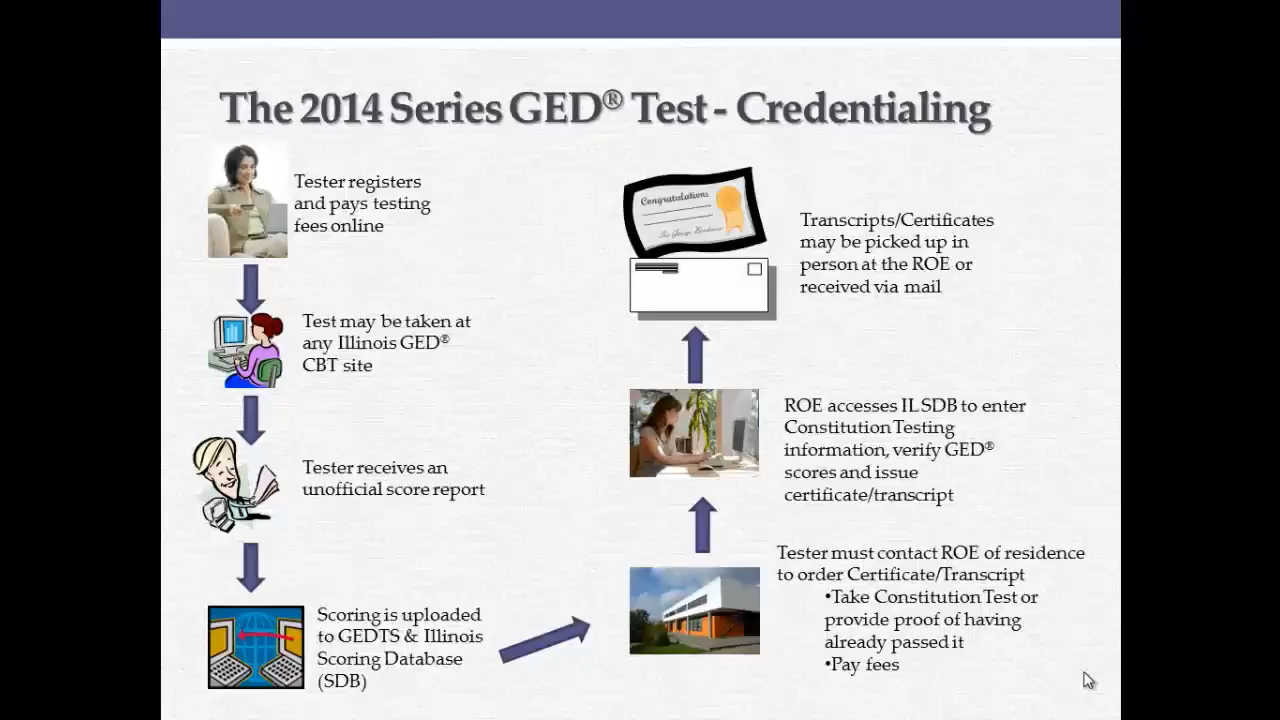 The 2014 Series GED® Test - Credentialing
Tester registers
and pays testing
fees online
Test may be taken at
any Illinois GED®
CBT site
Tester receives an
unofficial score report
Scoring is uploaded
to GEDTS & Illinois
Scoring Database
(SDB)
Tester must contact ROE of residence
to order Certificate/Transcript
•Take Constitution Test or
provide proof of having
already passed it
•Pay fees
ROE accesses ILSDB to enter
Constitution Testing
information, verify GED®
scores and issue
certificate/transcript
Congratulations
Transcripts/Certificates
may be picked up in
person at the ROE or
received via mail